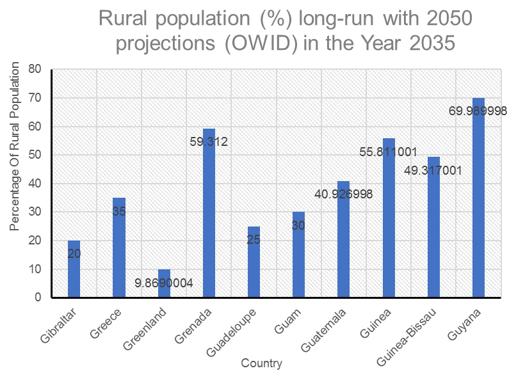 Rural population (%) long-run with 2050
projections (OWID) in the Year 2035
Percentage Of Rural Population
80
70
60
50
40
30
20
10
0
20
35
9.8690004
59.312
25
30
40.926998
55.811001
49.317001
69.989998
Gibraltar
Greece
Greenland
Grenada
Guadeloupe
Guam
Guatemala
Guinea
Guinea-Bissau
Guyana
Country